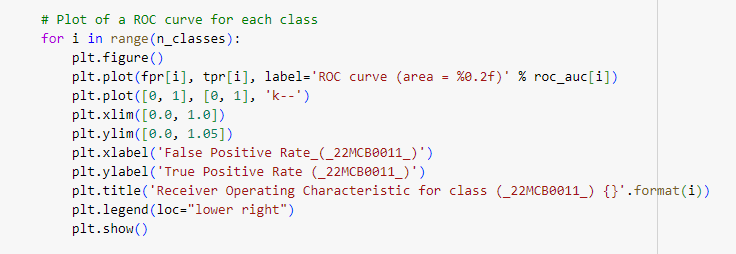 # Plot of a ROC curve for each class
for i in range(n_classes):
    plt.figure()
    plt.plot(fpr[i], tpr[i], label='ROC curve (area = %0.2f)' % roc_auc[i])
    plt.plot([0, 1], [0, 1], 'k--')
    plt.xlim([0.0, 1.0])
    plt.ylim([0.0, 1.05])
    plt.xlabel('False Positive Rate_(_22MCB0011_)')
    plt.ylabel('True Positive Rate (_22MCB0011_)')
    plt.title('Receiver Operating Characteristic for class (_22MCB0011_) {}'.format(i))
    plt.legend(loc="lower right")
    plt.show()